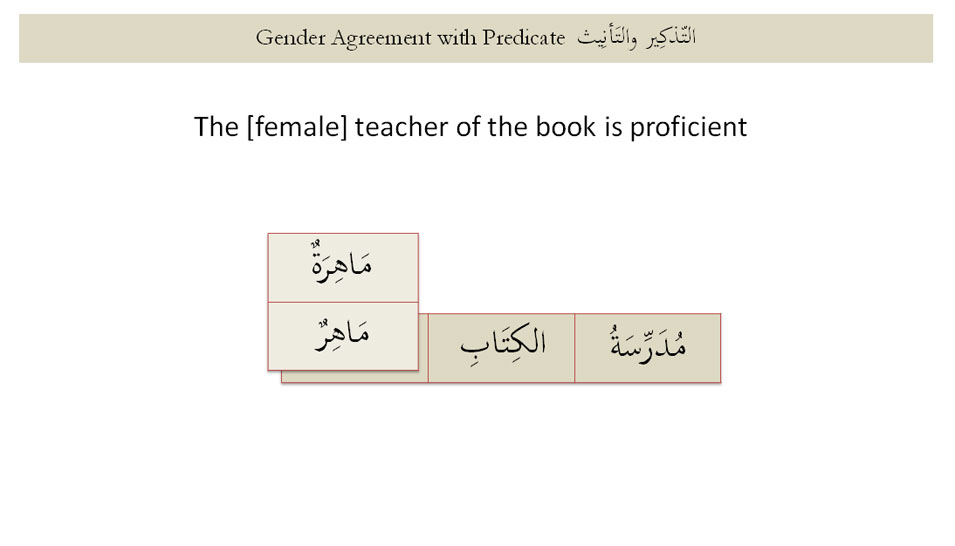 Gender Agreement with Predicate التّذكِير والتَأنِيث
The [female] teacher of the book is proficient
مَاهِرَةٌ
مَاهِرٌ
مُدَرِّسَةُ الكِتَابِ